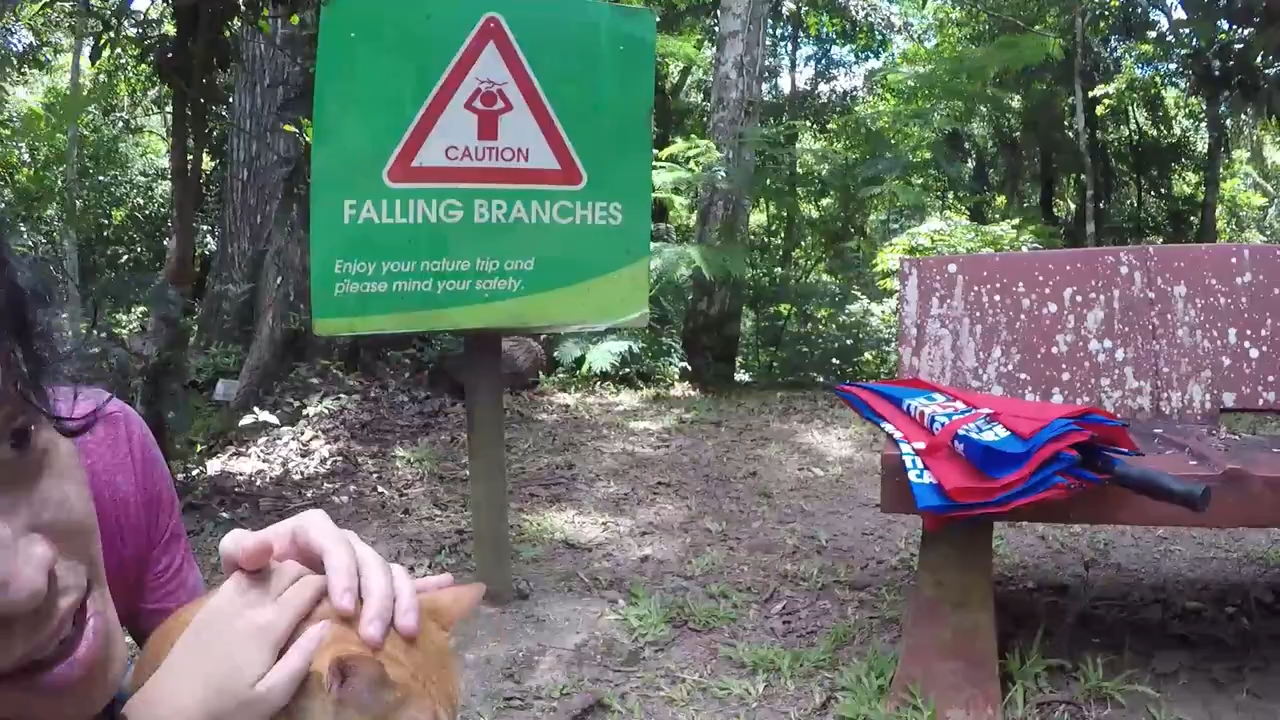 CAUTION
FALLING BRANCHES
Enjoy your nature trip and
please mind your safety.